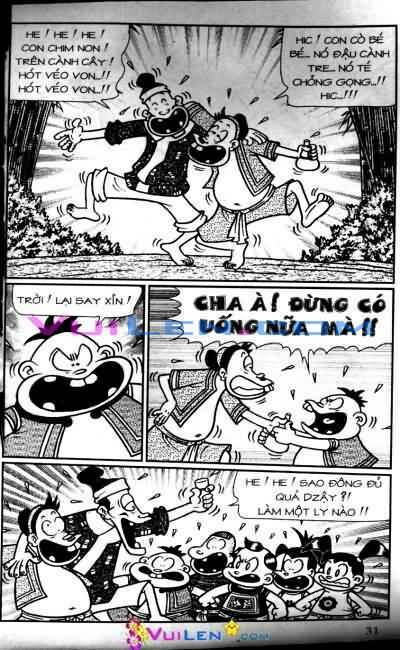 HE! HE! HE!
CON CHIM NON!
TRÊN CÀNH CÂY!
HÓT VÉO VON..!!
HÓT VÉO VON..!!
HIC! CON CÒ BÉ
BÉ... NÓ ĐẬU CÀNH
TRE... NÓ TÉ
CHỔNG GỌNG...!!
HIC...!!!
TRỜI! LẠI SAY XỈN!
CHA À! ĐỪNG CÓ
UỐNG NỮA MÀ!!
VUILEN.COM
HE! HE! SAO ĐÔNG ĐỦ
QUÁ DZẬY?!
LÀM MỘT LY NÀO!!
31
VUILEN.COM